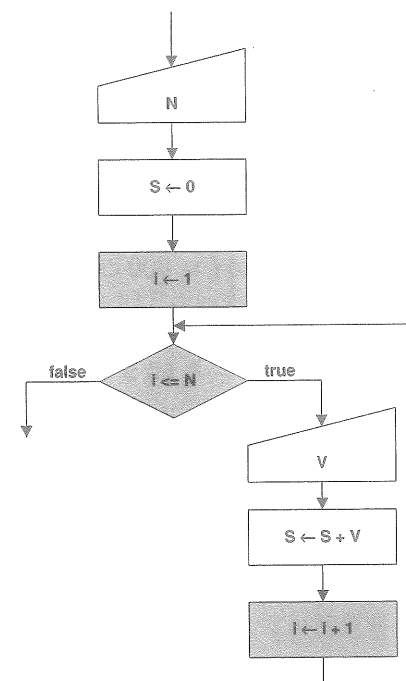 N
S ← 0
i ← 1
false
i <= N
true
V
S ← S + V
i ← i + 1